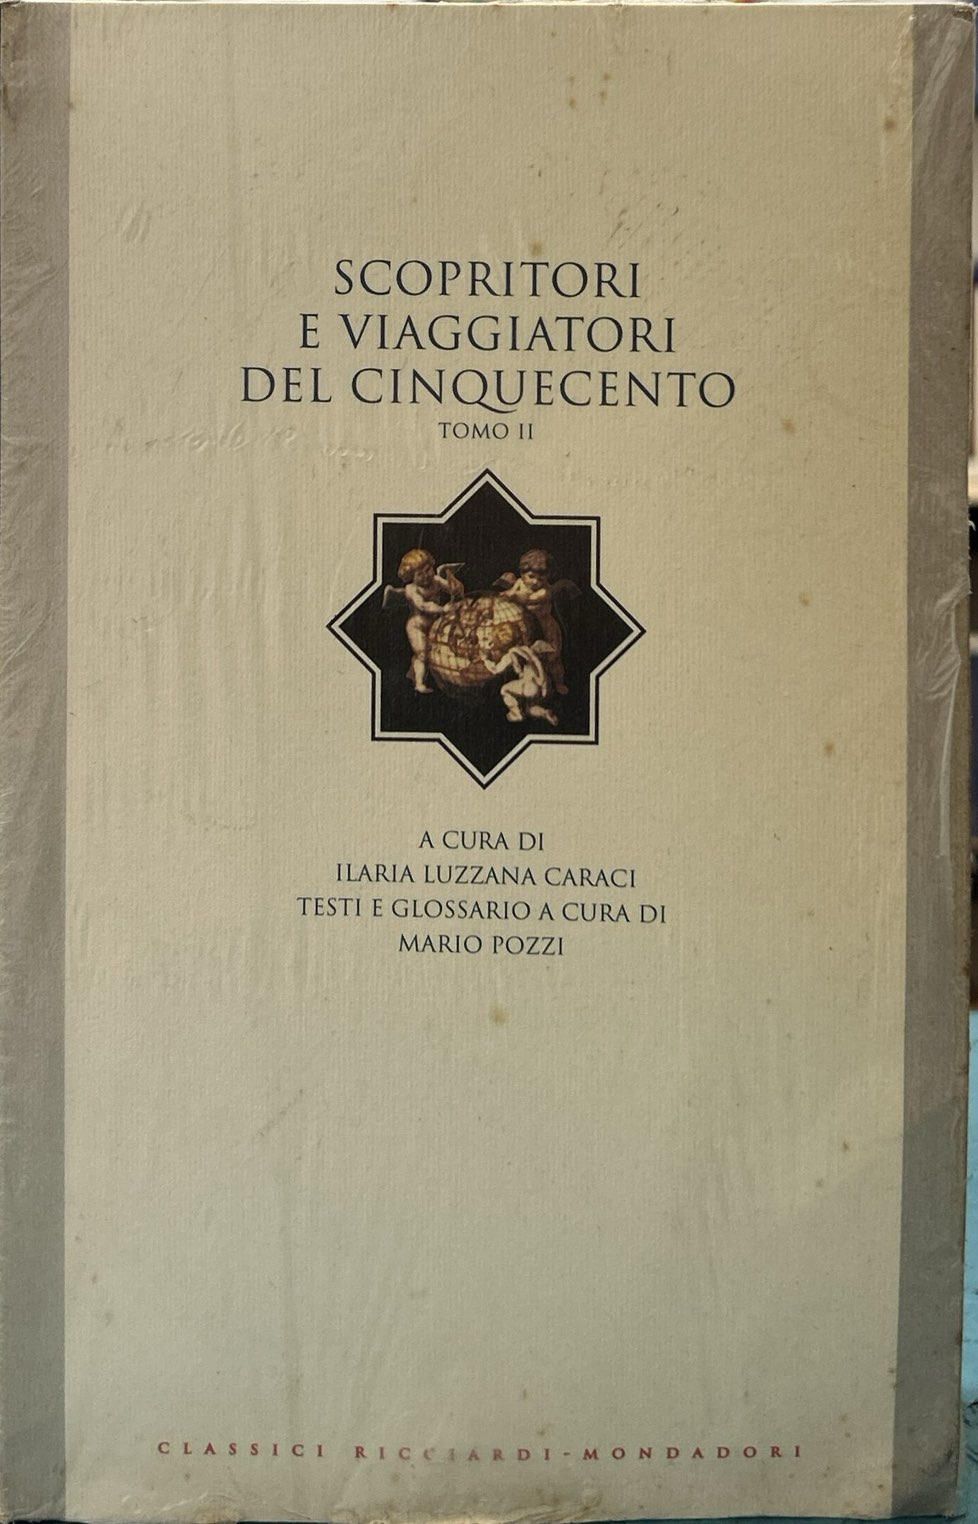 SCOPRITORI
E VIAGGIATORI
DEL CINQUECENTO
TOMO II
A CURA DI
ILARIA LUZZANA CARACI
TESTI E GLOSSARIO A CURA DI
MARIO POZZI
CLASSICI RICCIARDI-MONDADORI